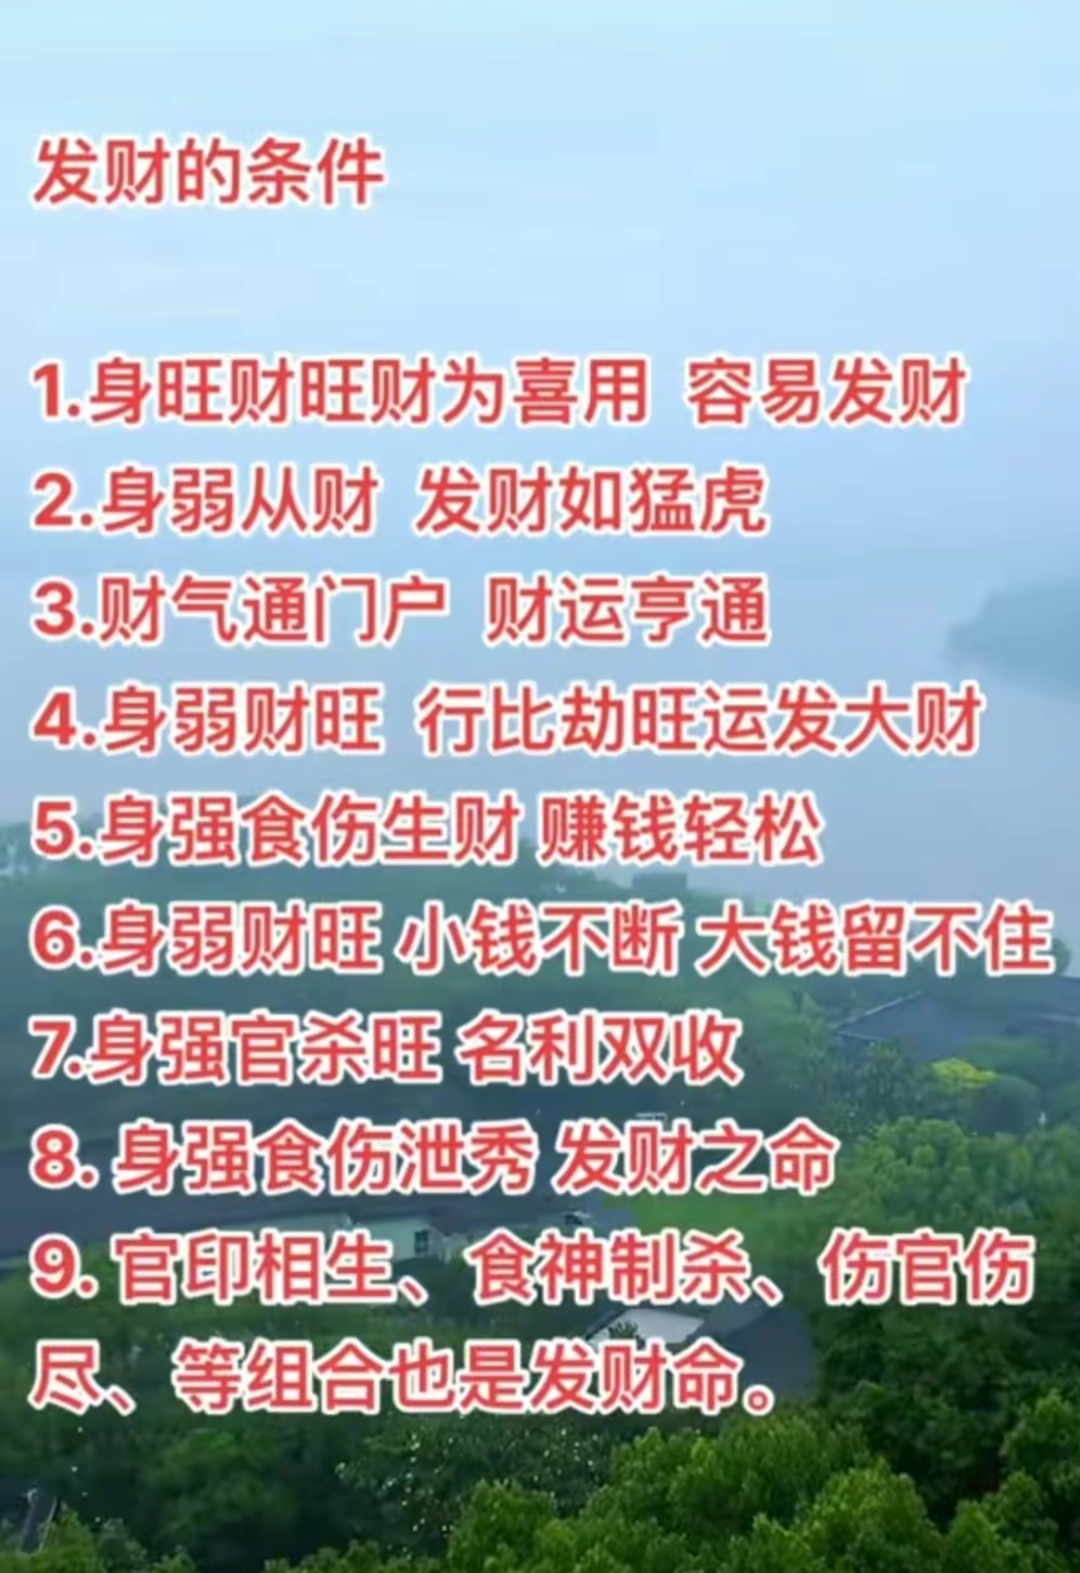 发财的条件
1.身旺财旺财为喜用 容易发财
2.身弱从财 发财如猛虎
3.财气通门户 财运亨通
4.身弱财旺 行比劫旺运发大财
5.身强食伤生财 赚钱轻松
6.身弱财旺 小钱不断 大钱留不住
7.身强官杀旺 名利双收
8. 身强食伤泄秀 发财之命
9. 官印相生、食神制杀、伤官伤
尽、等组合也是发财命。